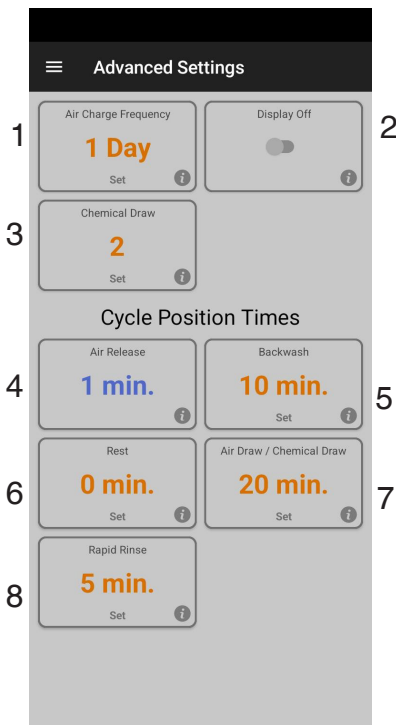 Advanced Settings
1
Air Charge Frequency
1 Day
Set
i
Display Off
i
2
3
Chemical Draw
2
Set
i
Cycle Position Times
4
Air Release
1 min.
i
Backwash
10 min.
Set
i
5
6
Rest
0 min.
Set
i
Air Draw / Chemical Draw
20 min.
Set
i
7
8
Rapid Rinse
5 min.
Set
i